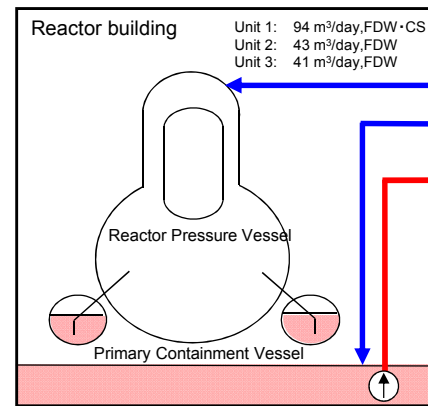 Reactor building
Unit 1: 94 m³/day,FDW・CS
Unit 2: 43 m³/day,FDW
Unit 3: 41 m³/day,FDW
Reactor Pressure Vessel
Primary Containment Vessel